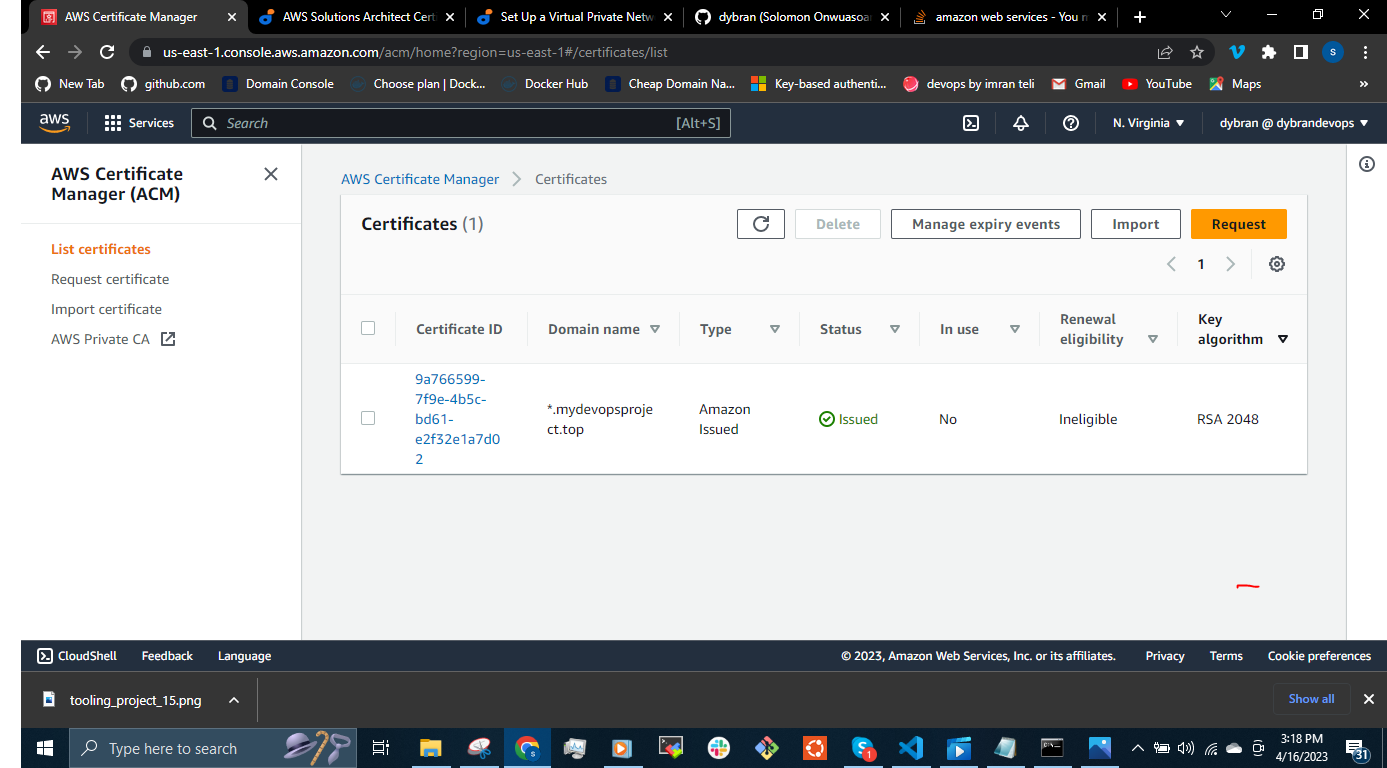 AWS Certificate Manager
AWS Solutions Architect Cert
Set Up a Virtual Private Netw
dybran (Solomon Onwuasoa
amazon web services - You n
us-east-1.console.aws.amazon.com/acm/home?region=us-east-1#/certificates/list
S
New Tab
github.com
Domain Console
Choose plan | Dock...
Docker Hub
Cheap Domain Na...
Key-based authenti...
devops by imran teli
Gmail
YouTube
Maps
»
aws
Services
Search
[Alt+S]
N. Virginia
dybran @ dybrandevops
AWS Certificate
Manager (ACM)
List certificates
Request certificate
Import certificate
AWS Private CA
AWS Certificate Manager
Certificates
Certificates (1)
Delete
Manage expiry events
Import
Request
1
Certificate ID
Domain name
Type
Status
In use
Renewal
eligibility
Key
algorithm
9a766599-
7f9e-4b5c-
bd61-
e2f32e1a7d0
2
*.mydevopsproje
ct.top
Amazon
Issued
Issued
No
Ineligible
RSA 2048
CloudShell
Feedback
Language
© 2023, Amazon Web Services, Inc. or its affiliates.
Privacy
Terms
Cookie preferences
tooling_project_15.png
Show all
Type here to search
1
3:18 PM
4/16/2023
31